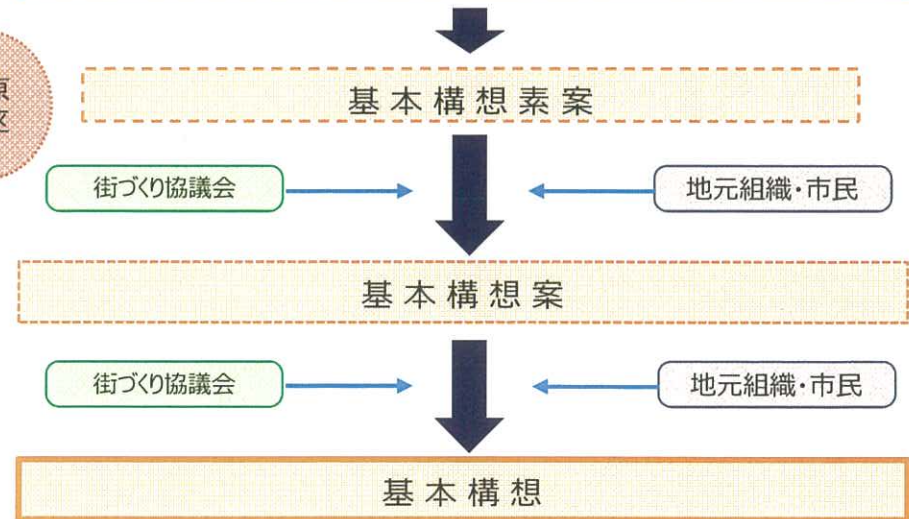 基本構想素案
原
区
街づくり協議会
地元組織・市民
基本構想案
街づくり協議会
地元組織・市民
基本構想